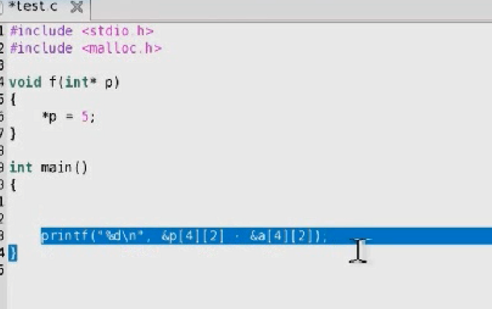 *test.c
1 #include <stdio.h>
2 #include <malloc.h>
3
4 void f(int* p)
5 {
6 *p = 5;
7 }
8
9 int main()
0 {
1
2
3 printf("%d\n", &p[4][2] - &a[4][2]);
4 }
5